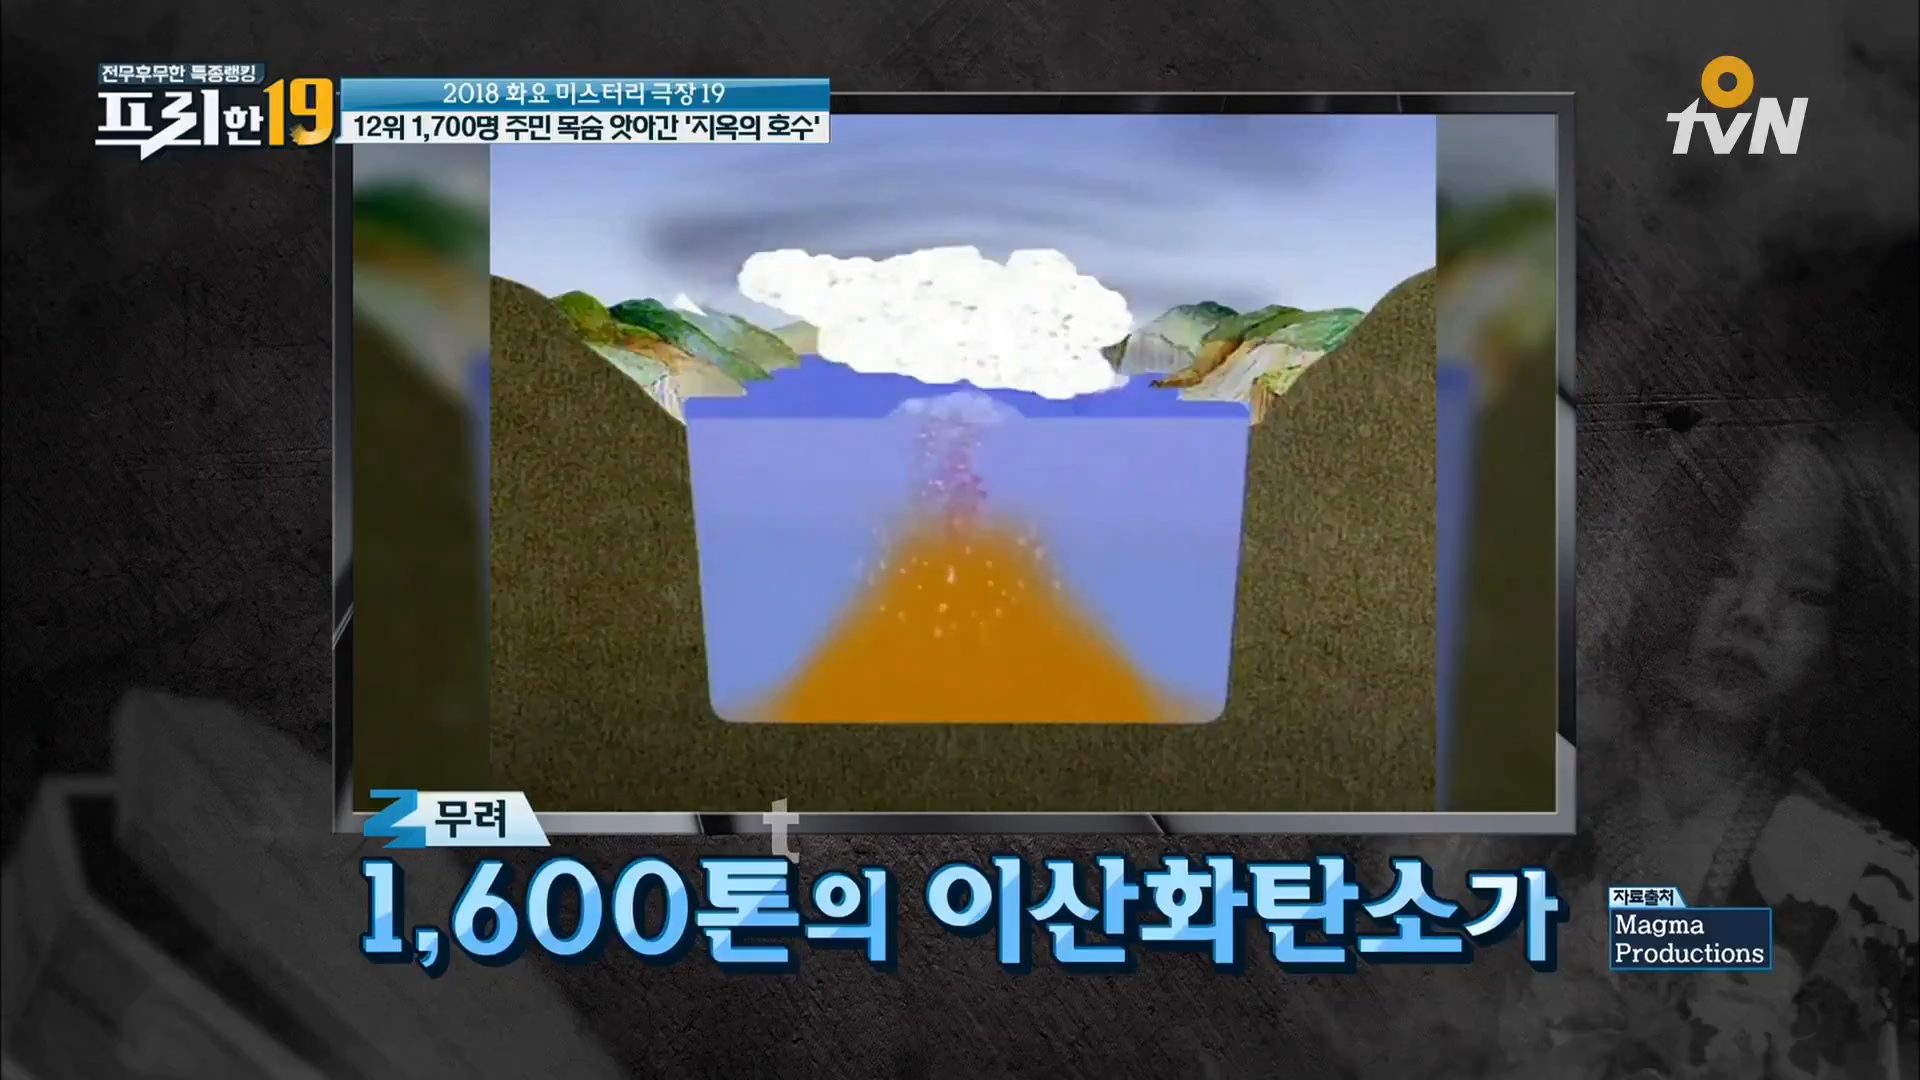 전무후무한 특종랭킹
프리한19
2018 화요 미스터리 극장 19
12위 1,700명 주민 목숨 앗아간 '지옥의 호수'
tvN
무려
t
1,600톤의 이산화탄소가
자료출처
Magma
Productions